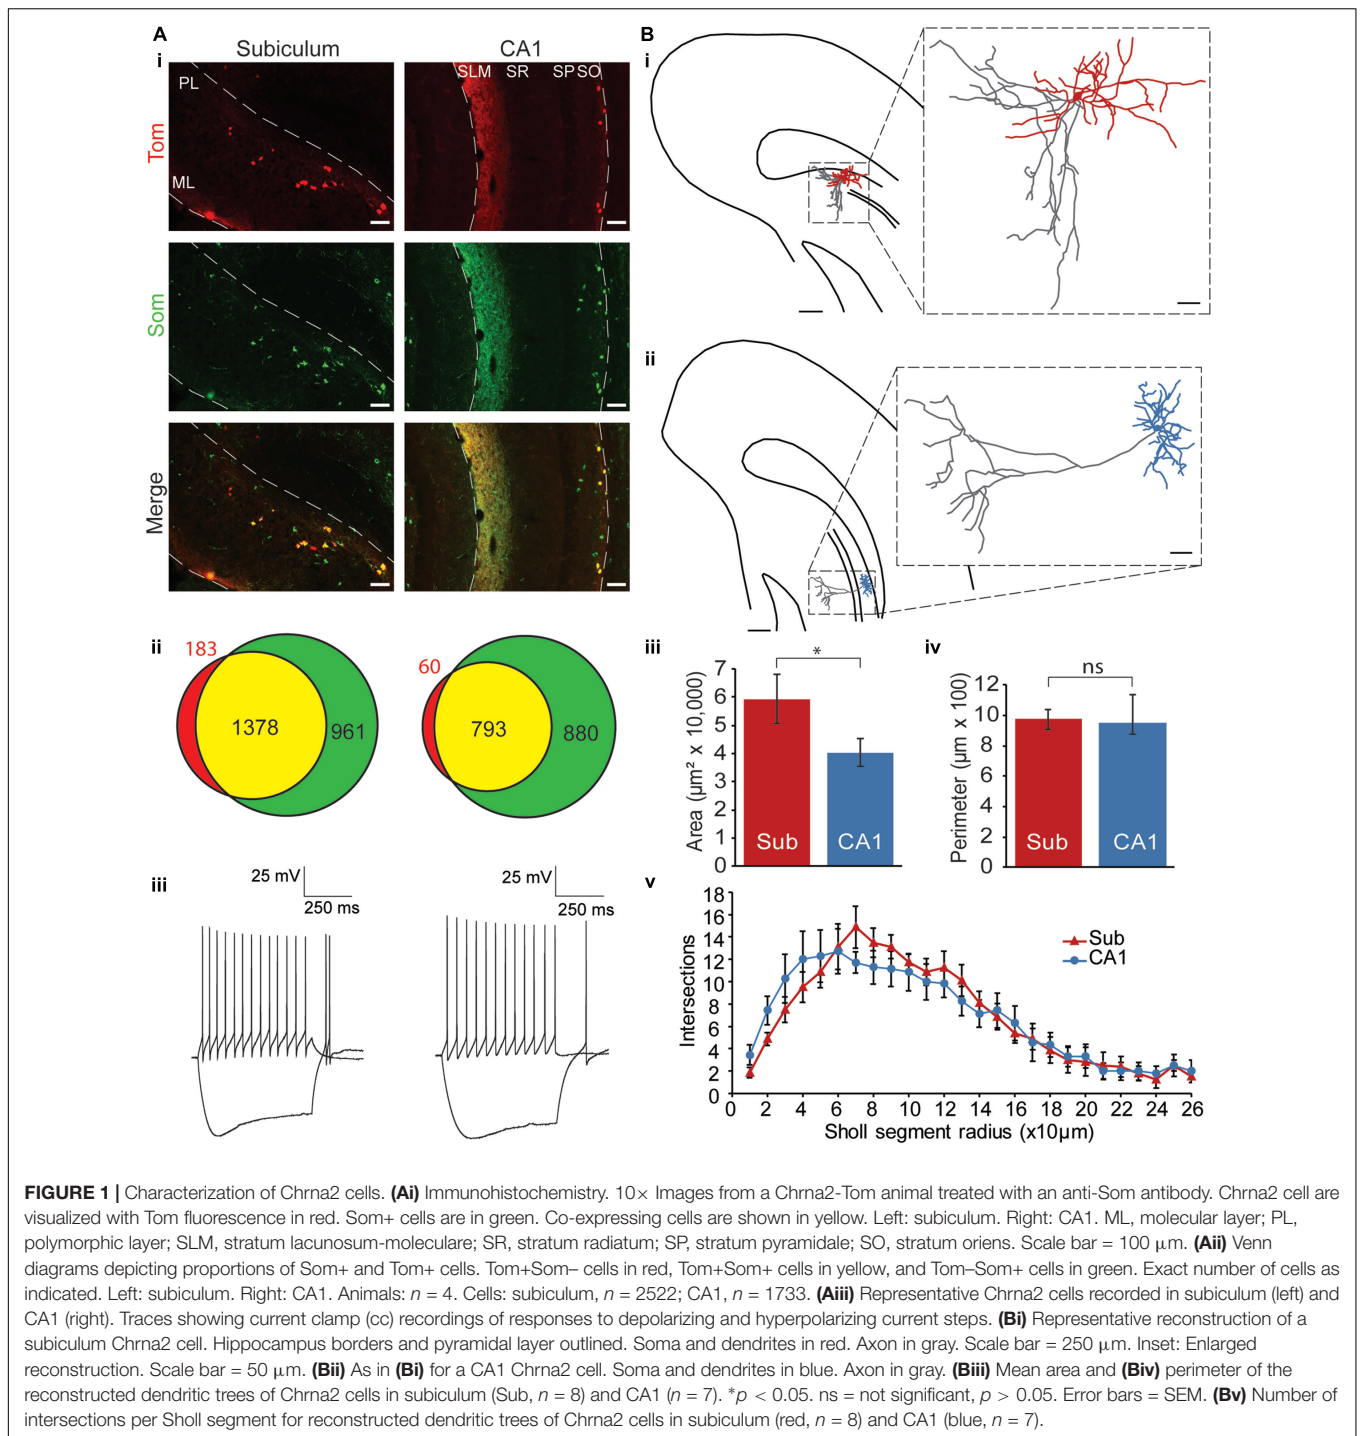 A
Subiculum
CA1
i
PL
ML
SLM SR SP SO
Tom
Som
Merge
ii
183
1378
961
60
793
880
iii
25 mV
250 ms
25 mV
250 ms
B
i
ii
iii
Area (µm² x 10,000)
7
6
5
4
3
2
1
0
*
Sub
CA1
iv
Perimeter (µm x 100)
12
10
8
6
4
2
0
ns
Sub
CA1
v
Intersections
18
16
14
12
10
8
6
4
2
0
Sub
CA1
0 2 4 6 8 10 12 14 16 18 20 22 24 26
Sholl segment radius (x10µm)
FIGURE 1 | Characterization of Chrna2 cells. (Ai) Immunohistochemistry. 10× Images from a Chrna2-Tom animal treated with an anti-Som antibody. Chrna2 cell are
visualized with Tom fluorescence in red. Som+ cells are in green. Co-expressing cells are shown in yellow. Left: subiculum. Right: CA1. ML, molecular layer; PL,
polymorphic layer; SLM, stratum lacunosum-moleculare; SR, stratum radiatum; SP, stratum pyramidale; SO, stratum oriens. Scale bar = 100 µm. (Aii) Venn
diagrams depicting proportions of Som+ and Tom+ cells. Tom+Som– cells in red, Tom+Som+ cells in yellow, and Tom–Som+ cells in green. Exact number of cells as
indicated. Left: subiculum. Right: CA1. Animals: n = 4. Cells: subiculum, n = 2522; CA1, n = 1733. (Aiii) Representative Chrna2 cells recorded in subiculum (left) and
CA1 (right). Traces showing current clamp (cc) recordings of responses to depolarizing and hyperpolarizing current steps. (Bi) Representative reconstruction of a
subiculum Chrna2 cell. Hippocampus borders and pyramidal layer outlined. Soma and dendrites in red. Axon in gray. Scale bar = 250 µm. Inset: Enlarged
reconstruction. Scale bar = 50 µm. (Bii) As in (Bi) for a CA1 Chrna2 cell. Soma and dendrites in blue. Axon in gray. (Biii) Mean area and (Biv) perimeter of the
reconstructed dendritic trees of Chrna2 cells in subiculum (Sub, n = 8) and CA1 (n = 7). *p < 0.05. ns = not significant, p > 0.05. Error bars = SEM. (Bv) Number of
intersections per Sholl segment for reconstructed dendritic trees of Chrna2 cells in subiculum (red, n = 8) and CA1 (blue, n = 7).